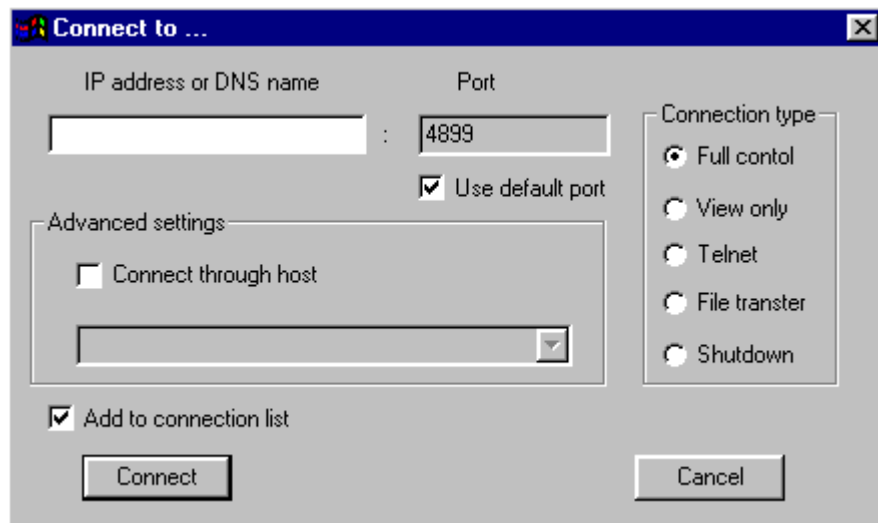 Connect to ...
IP address or DNS name
Port
:
4899
Use default port
Connection type
Full contol
View only
Telnet
File transter
Shutdown
Advanced settings
Connect through host
Add to connection list
Connect
Cancel